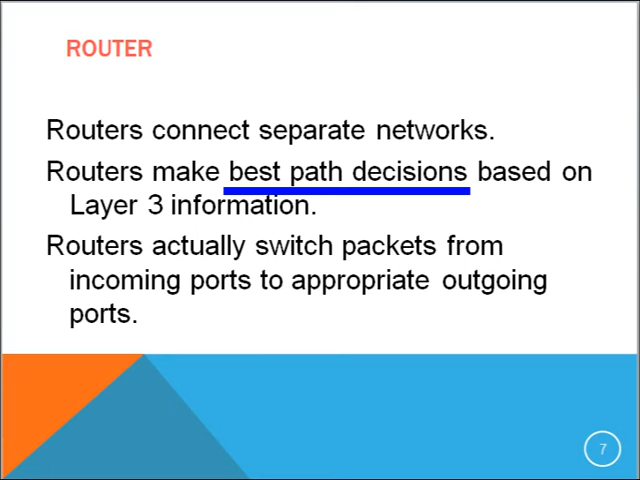 ROUTER
Routers connect separate networks.
Routers make best path decisions based on
Layer 3 information.
Routers actually switch packets from
incoming ports to appropriate outgoing
ports.
7